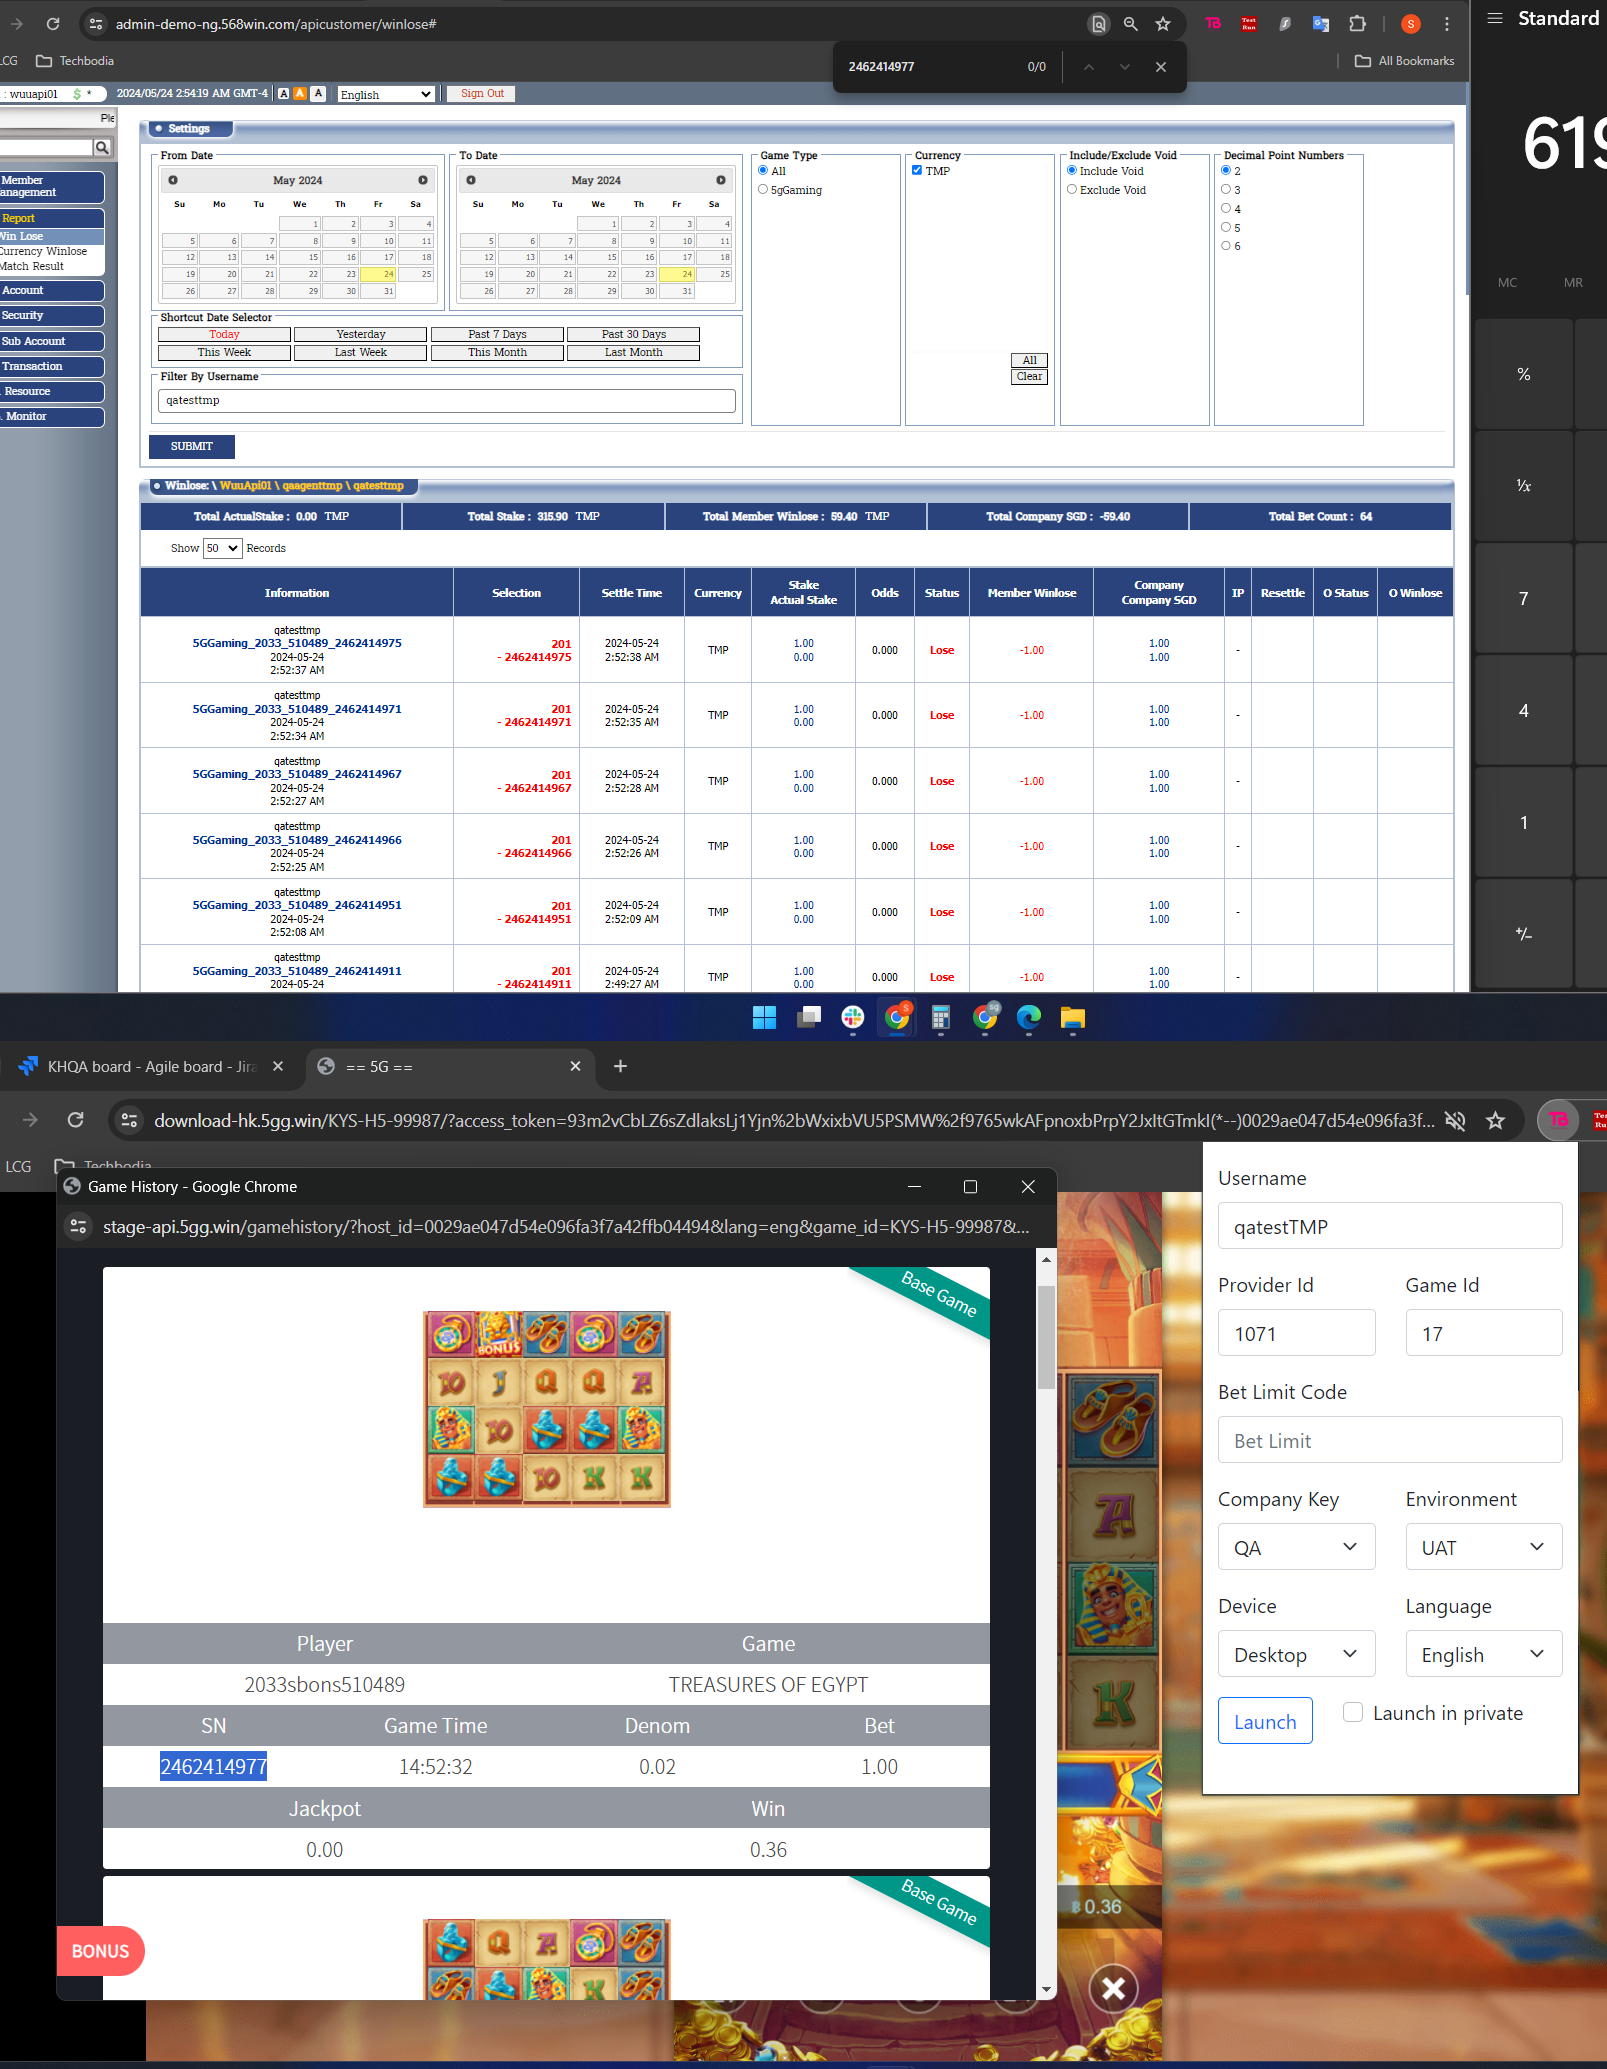 admin-demo-ng.568win.com/apicustomer/winlose#
LCG
Techbodia
All Bookmarks
2462414977
0/0
Standard
: wuuapi01 $ *
2024/05/24 2:54:19 AM GMT-4
A A A
English
Sign Out
Ple
Member
anagement
Report
Win Lose
Currency Winlose
Match Result
Account
Security
Sub Account
Transaction
. Resource
. Monitor
Settings
From Date
May 2024
Su Mo Tu We Th Fr Sa
1 2 3 4
5 6 7 8 9 10 11
12 13 14 15 16 17 18
19 20 21 22 23 24 25
26 27 28 29 30 31
To Date
May 2024
Su Mo Tu We Th Fr Sa
1 2 3 4
5 6 7 8 9 10 11
12 13 14 15 16 17 18
19 20 21 22 23 24 25
26 27 28 29 30 31
Shortcut Date Selector
Today Yesterday Past 7 Days Past 30 Days
This Week Last Week This Month Last Month
Filter By Username
qatesttmp
Game Type
All
5gGaming
Currency
TMP
All
Clear
Include/Exclude Void
Include Void
Exclude Void
Decimal Point Numbers
2
3
4
5
6
SUBMIT
Winlose: \ WuuApi01 \ qaagenttmp \ qatesttmp
Total ActualStake : 0.00 TMP
Total Stake : 315.90 TMP
Total Member Winlose : 59.40 TMP
Total Company SGD : -59.40
Total Bet Count : 64
Show 50 Records
Information
Selection
Settle Time
Currency
Stake
Actual Stake
Odds
Status
Member Winlose
Company
Company SGD
IP
Resettle
O Status
O Winlose
qatesttmp
5GGaming_2033_510489_2462414975
2024-05-24
2:52:37 AM
201
- 2462414975
2024-05-24
2:52:38 AM
TMP
1.00
0.00
0.000
Lose
-1.00
1.00
1.00
-
qatesttmp
5GGaming_2033_510489_2462414971
2024-05-24
2:52:34 AM
201
- 2462414971
2024-05-24
2:52:35 AM
TMP
1.00
0.00
0.000
Lose
-1.00
1.00
1.00
-
qatesttmp
5GGaming_2033_510489_2462414967
2024-05-24
2:52:27 AM
201
- 2462414967
2024-05-24
2:52:28 AM
TMP
1.00
0.00
0.000
Lose
-1.00
1.00
1.00
-
qatesttmp
5GGaming_2033_510489_2462414966
2024-05-24
2:52:25 AM
201
- 2462414966
2024-05-24
2:52:26 AM
TMP
1.00
0.00
0.000
Lose
-1.00
1.00
1.00
-
qatesttmp
5GGaming_2033_510489_2462414951
2024-05-24
2:52:08 AM
201
- 2462414951
2024-05-24
2:52:09 AM
TMP
1.00
0.00
0.000
Lose
-1.00
1.00
1.00
-
qatesttmp
5GGaming_2033_510489_2462414911
2024-05-24
201
- 2462414911
2024-05-24
2:49:27 AM
TMP
1.00
0.00
0.000
Lose
-1.00
1.00
1.00
-
619
MC MR
%
1/x
7
4
1
+/-
KHQA board - Agile board - Jira
== 5G ==
download-hk.5gg.win/KYS-H5-99987/?access_token=93m2vCbLZ6sZdlaksLj1Yjn%2bWxixbVU5PSMW%2f9765wkAFpnoxbPrpY2JxItGTmkI(*--)0029ae047d54e096fa3f...
LCG
Techbodia
Game History - Google Chrome
stage-api.5gg.win/gamehistory/?host_id=0029ae047d54e096fa3f7a42ffb04494&lang=eng&game_id=KYS-H5-99987&...
Base Game
BONUS
10 J Q Q A
10
10 K K
Player Game
2033sbons510489 TREASURES OF EGYPT
SN Game Time Denom Bet
2462414977 14:52:32 0.02 1.00
Jackpot Win
0.00 0.36
Base Game
Q A
K
BONUS
A
K
฿ 0.36
TB
Username
qatestTMP
Provider Id
1071
Game Id
17
Bet Limit Code
Bet Limit
Company Key
QA
Environment
UAT
Device
Desktop
Language
English
Launch
Launch in private